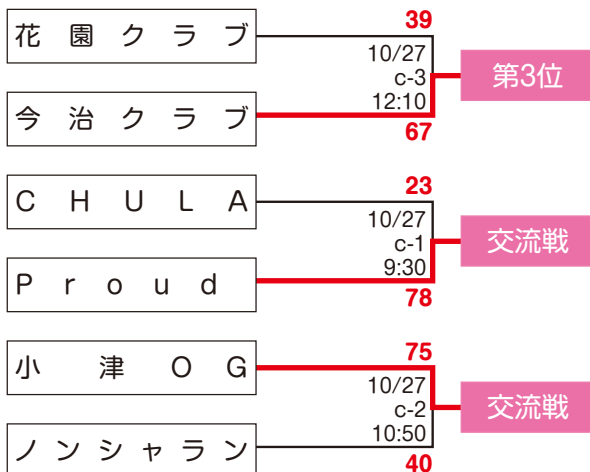 39
花園クラブ
10/27
c-3
12:10
第3位
今治クラブ
67
23
CHULA
10/27
c-1
9:30
交流戦
Proud
78
75
小津OG
10/27
c-2
10:50
交流戦
ノンシャラン
40